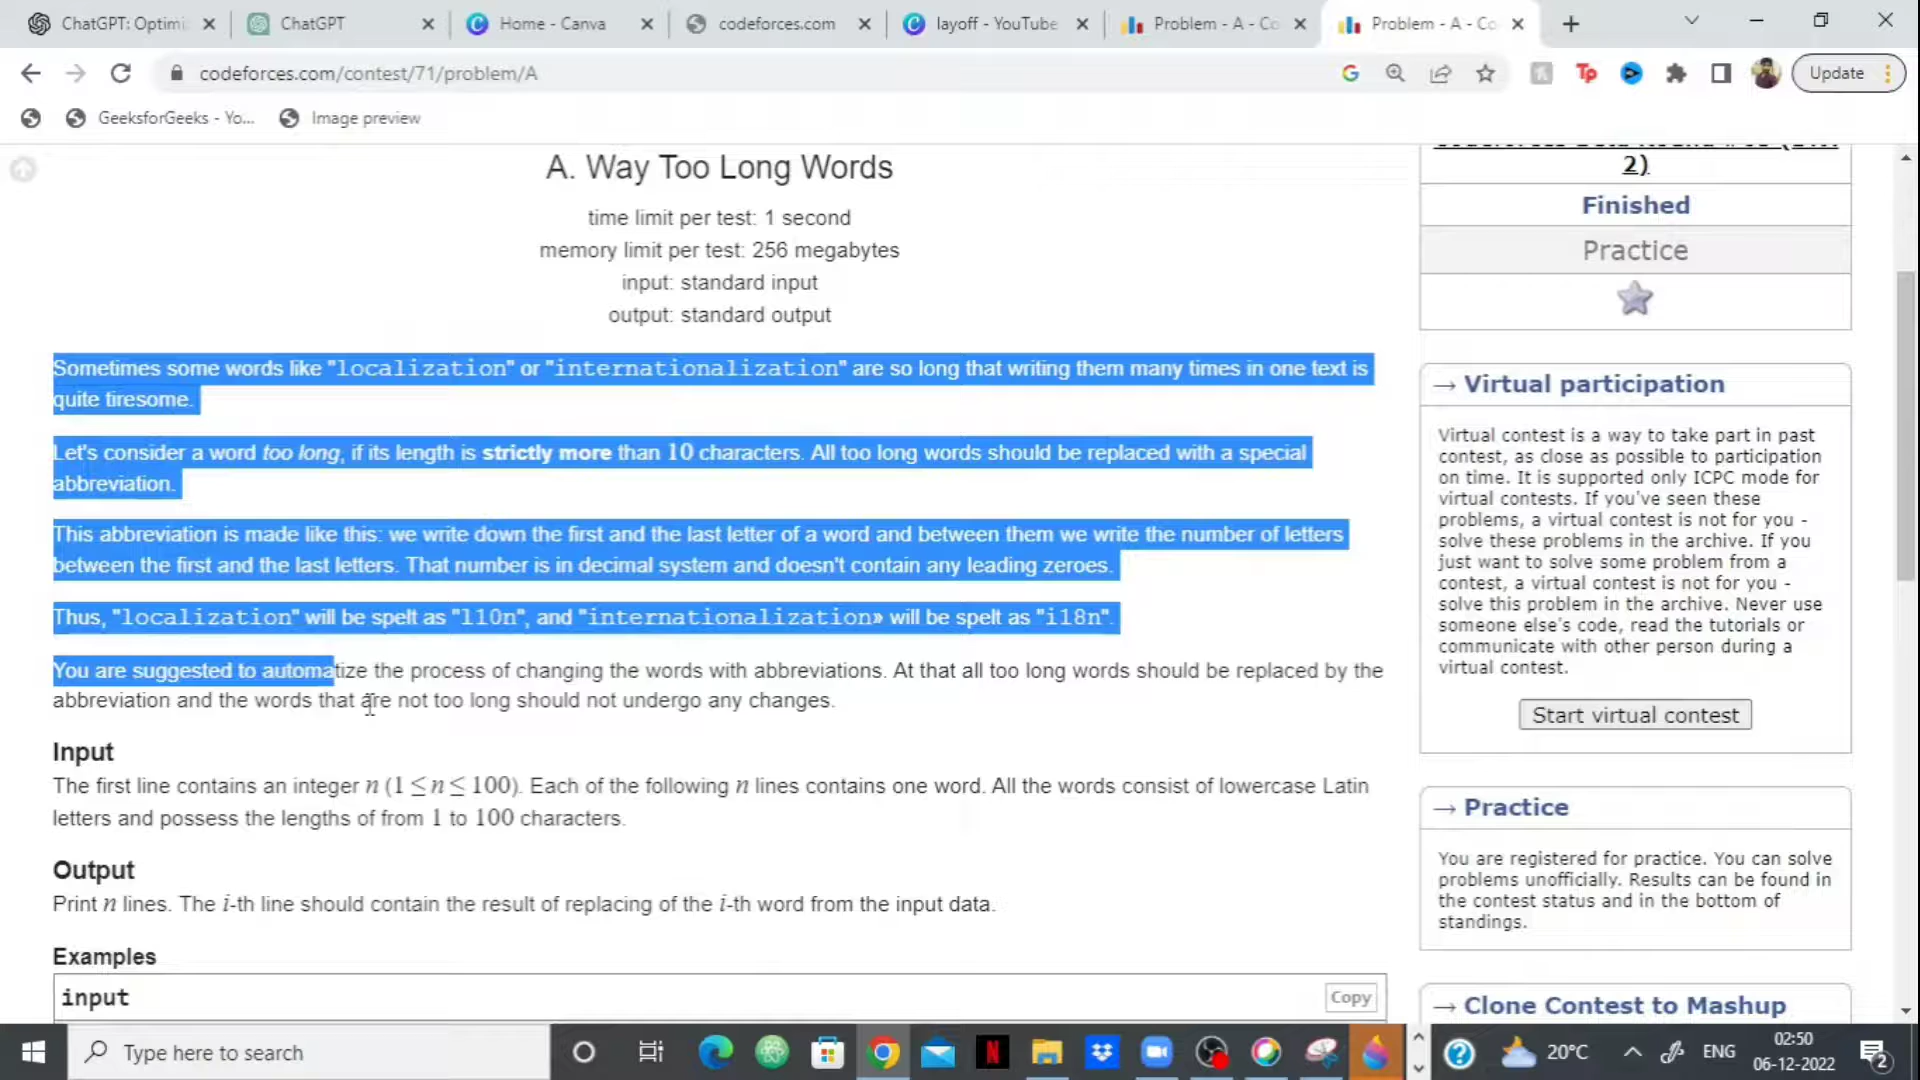 ChatGPT: Optimi
ChatGPT
Home - Canva
codeforces.com
layoff - YouTube
Problem - A - Co
Problem - A - Co
codeforces.com/contest/71/problem/A
Update
GeeksforGeeks - Yo...
Image preview
A. Way Too Long Words
time limit per test: 1 second
memory limit per test: 256 megabytes
input: standard input
output: standard output
Sometimes some words like "localization" or "internationalization" are so long that writing them many times in one text is
quite tiresome.
Let's consider a word too long, if its length is strictly more than 10 characters. All too long words should be replaced with a special
abbreviation.
This abbreviation is made like this: we write down the first and the last letter of a word and between them we write the number of letters
between the first and the last letters. That number is in decimal system and doesn't contain any leading zeroes.
Thus, "localization" will be spelt as "l10n", and "internationalization» will be spelt as "i18n".
You are suggested to automatize the process of changing the words with abbreviations. At that all too long words should be replaced by the
abbreviation and the words that are not too long should not undergo any changes.
Input
The first line contains an integer n (1 ≤ n ≤ 100). Each of the following n lines contains one word. All the words consist of lowercase Latin
letters and possess the lengths of from 1 to 100 characters.
Output
Print n lines. The i-th line should contain the result of replacing of the i-th word from the input data.
Examples
input
Copy
2)
Finished
Practice
→ Virtual participation
Virtual contest is a way to take part in past
contest, as close as possible to participation
on time. It is supported only ICPC mode for
virtual contests. If you've seen these
problems, a virtual contest is not for you -
solve these problems in the archive. If you
just want to solve some problem from a
contest, a virtual contest is not for you -
solve this problem in the archive. Never use
someone else's code, read the tutorials or
communicate with other person during a
virtual contest.
Start virtual contest
→ Practice
You are registered for practice. You can solve
problems unofficially. Results can be found in
the contest status and in the bottom of
standings.
→ Clone Contest to Mashup
Type here to search
20°C
ENG
02:50
06-12-2022
2